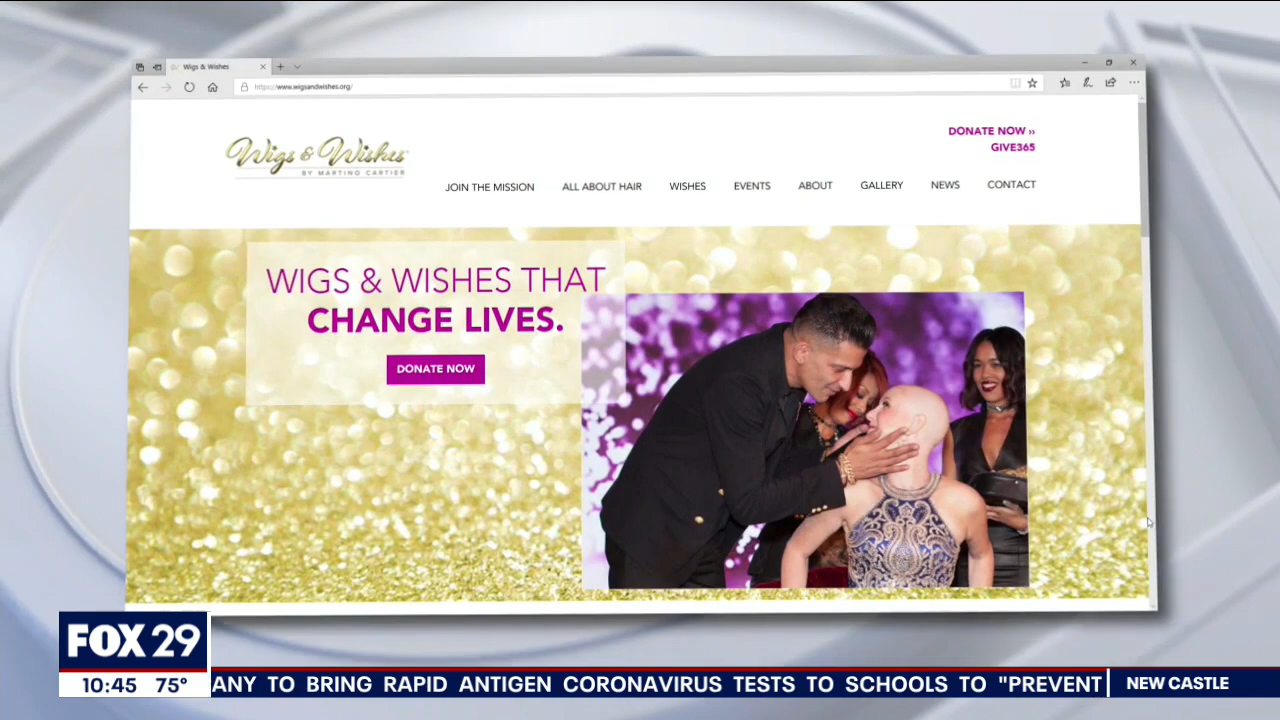 Wigs & Wishes
https://www.wigsandwishes.org/
Wigs & Wishes
BY MARTINO CARTIER
DONATE NOW ››
GIVE365
JOIN THE MISSION ALL ABOUT HAIR WISHES EVENTS ABOUT GALLERY NEWS CONTACT
WIGS & WISHES THAT
CHANGE LIVES.
DONATE NOW
FOX 29
10:45 75° ANY TO BRING RAPID ANTIGEN CORONAVIRUS TESTS TO SCHOOLS TO "PREVENT NEW CASTLE